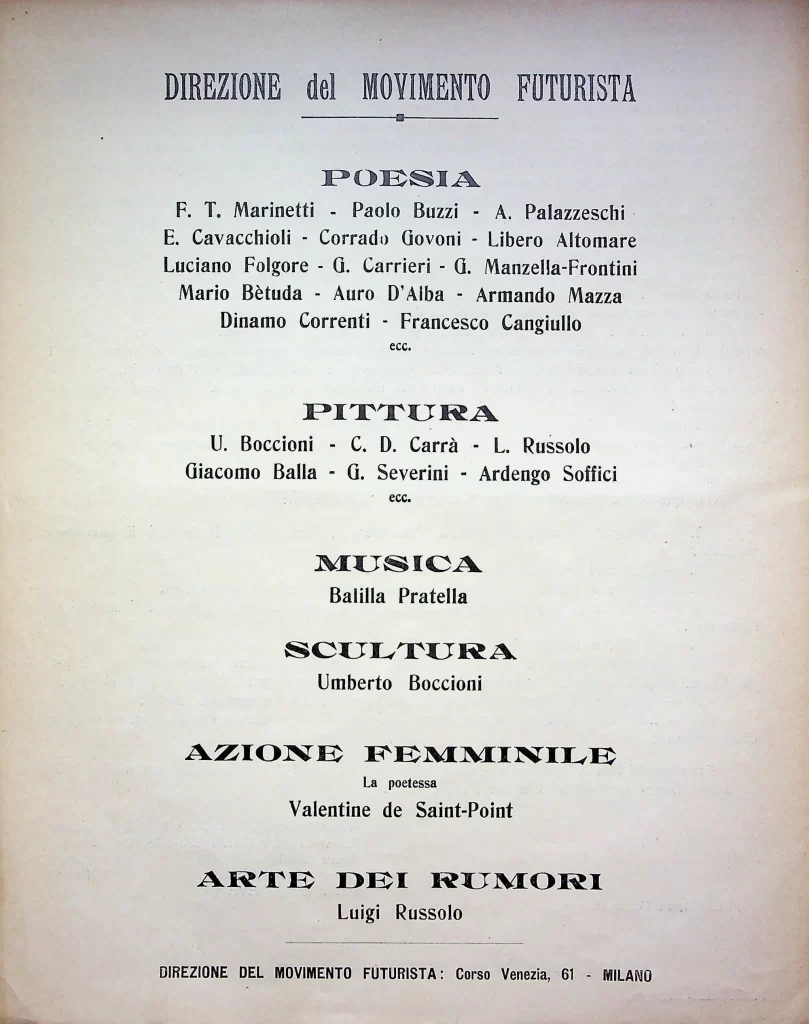 DIREZIONE del MOVIMENTO FUTURISTA
POESIA
F. T. Marinetti - Paolo Buzzi - A. Palazzeschi
E. Cavacchioli - Corrado Govoni - Libero Altomare
Luciano Folgore - G. Carrieri - G. Manzella-Frontini
Mario Bètuda - Auro D'Alba - Armando Mazza
Dinamo Correnti - Francesco Cangiullo
ecc.
PITTURA
U. Boccioni - C. D. Carrà - L. Russolo
Giacomo Balla - G. Severini - Ardengo Soffici
ecc.
MUSICA
Balilla Pratella
SCULTURA
Umberto Boccioni
AZIONE FEMMINILE
La poetessa
Valentine de Saint-Point
ARTE DEI RUMORI
Luigi Russolo
DIREZIONE DEL MOVIMENTO FUTURISTA: Corso Venezia, 61 - MILANO